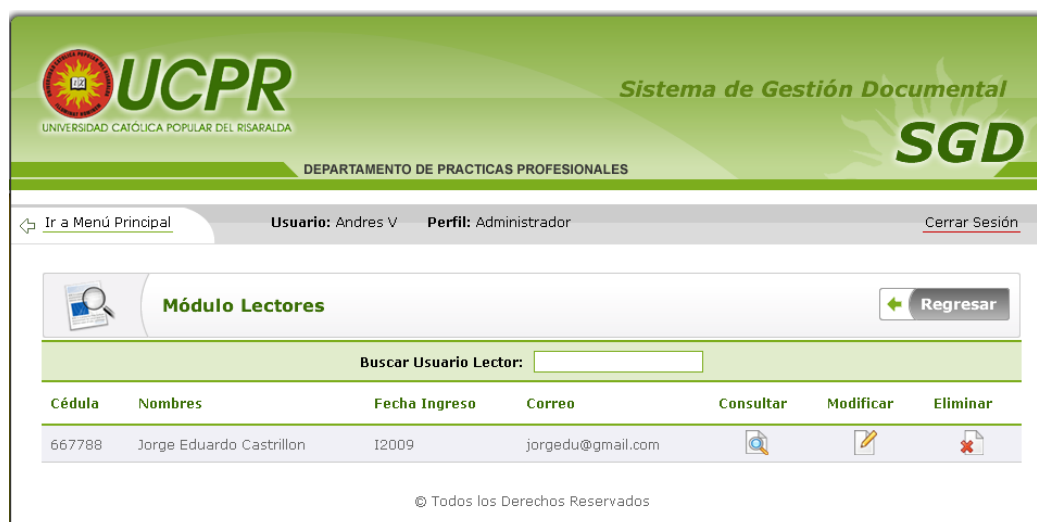 UCPR
UNIVERSIDAD CATÓLICA POPULAR DEL RISARALDA
Sistema de Gestión Documental
SGD
DEPARTAMENTO DE PRACTICAS PROFESIONALES
Ir a Menú Principal Usuario: Andres V Perfil: Administrador Cerrar Sesión
Módulo Lectores Regresar
Buscar Usuario Lector:
Cédula Nombres Fecha Ingreso Correo Consultar Modificar Eliminar
667788 Jorge Eduardo Castrillon I2009 jorgedu@gmail.com
© Todos los Derechos Reservados